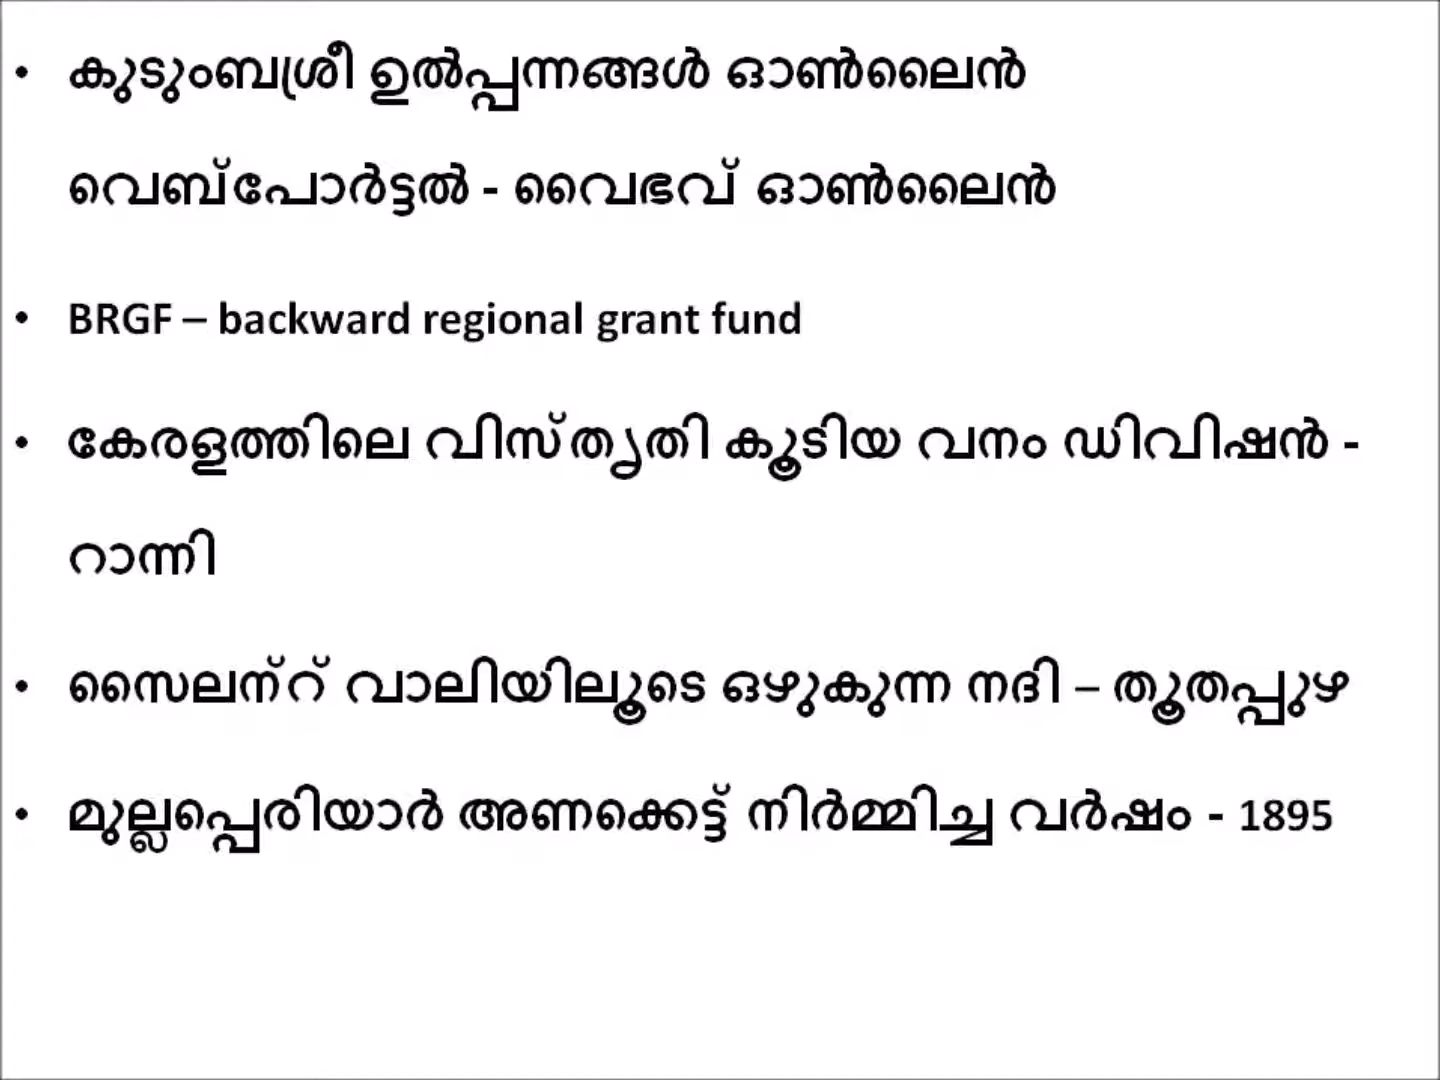 • കുടുംബശ്രീ ഉൽപ്പന്നങ്ങൾ ഓൺലൈൻ
വെബ്പോർട്ടൽ - വൈഭവ് ഓൺലൈൻ
• BRGF – backward regional grant fund
• കേരളത്തിലെ വിസ്തൃതി കൂടിയ വനം ഡിവിഷൻ -
റാന്നി
• സൈലന്റ് വാലിയിലൂടെ ഒഴുകുന്ന നദി – തൂതപ്പുഴ
• മുല്ലപ്പെരിയാർ അണക്കെട്ട് നിർമ്മിച്ച വർഷം - 1895